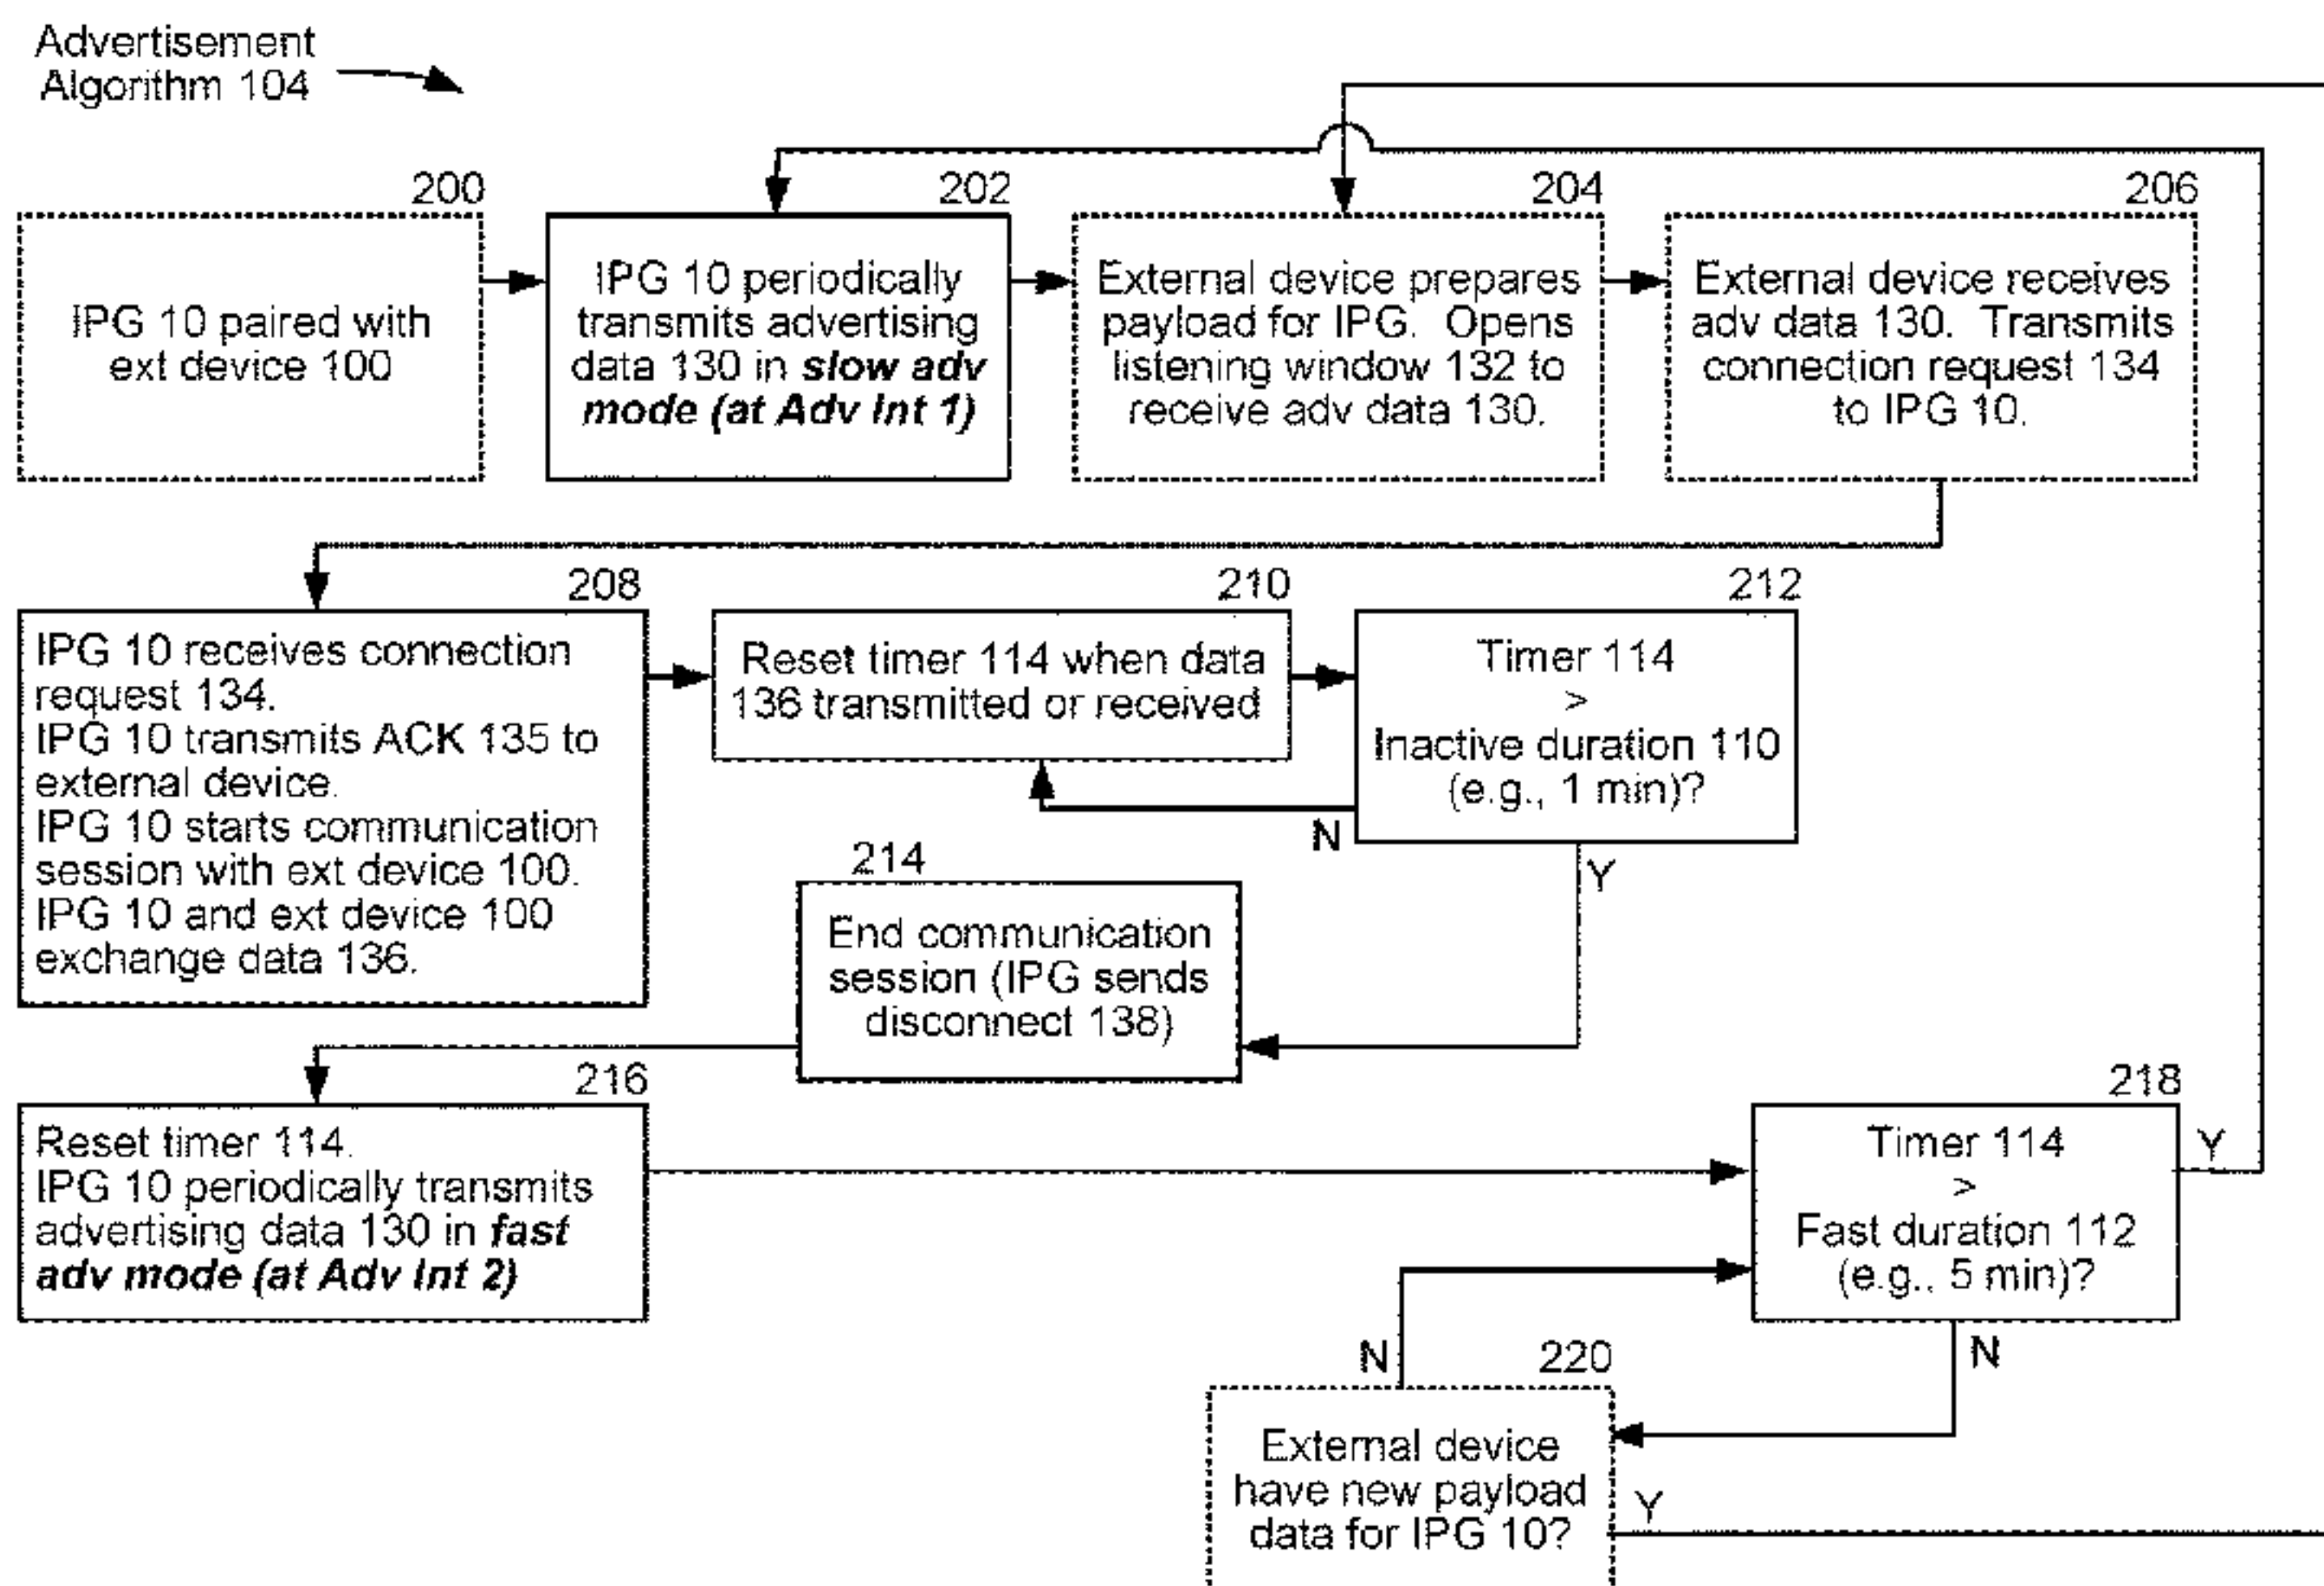 Advertisement
Algorithm 104
200
202
204
206
IPG 10 paired with
ext device 100
IPG 10 periodically
transmits advertising
data 130 in slow adv
mode (at Adv Int 1)
External device prepares
payload for IPG. Opens
listening window 132 to
receive adv data 130.
External device receives
adv data 130. Transmits
connection request 134
to IPG 10.
208
210
212
IPG 10 receives connection
request 134.
IPG 10 transmits ACK 135 to
external device.
IPG 10 starts communication
session with ext device 100.
IPG 10 and ext device 100
exchange data 136.
Reset timer 114 when data
136 transmitted or received
Timer 114
>
Inactive duration 110
(e.g., 1 min)?
N
Y
214
End communication
session (IPG sends
disconnect 138)
216
218
Reset timer 114.
IPG 10 periodically transmits
advertising data 130 in fast
adv mode (at Adv Int 2)
Timer 114
>
Fast duration 112
(e.g., 5 min)?
Y
N
N
220
External device
have new payload
data for IPG 10?
Y